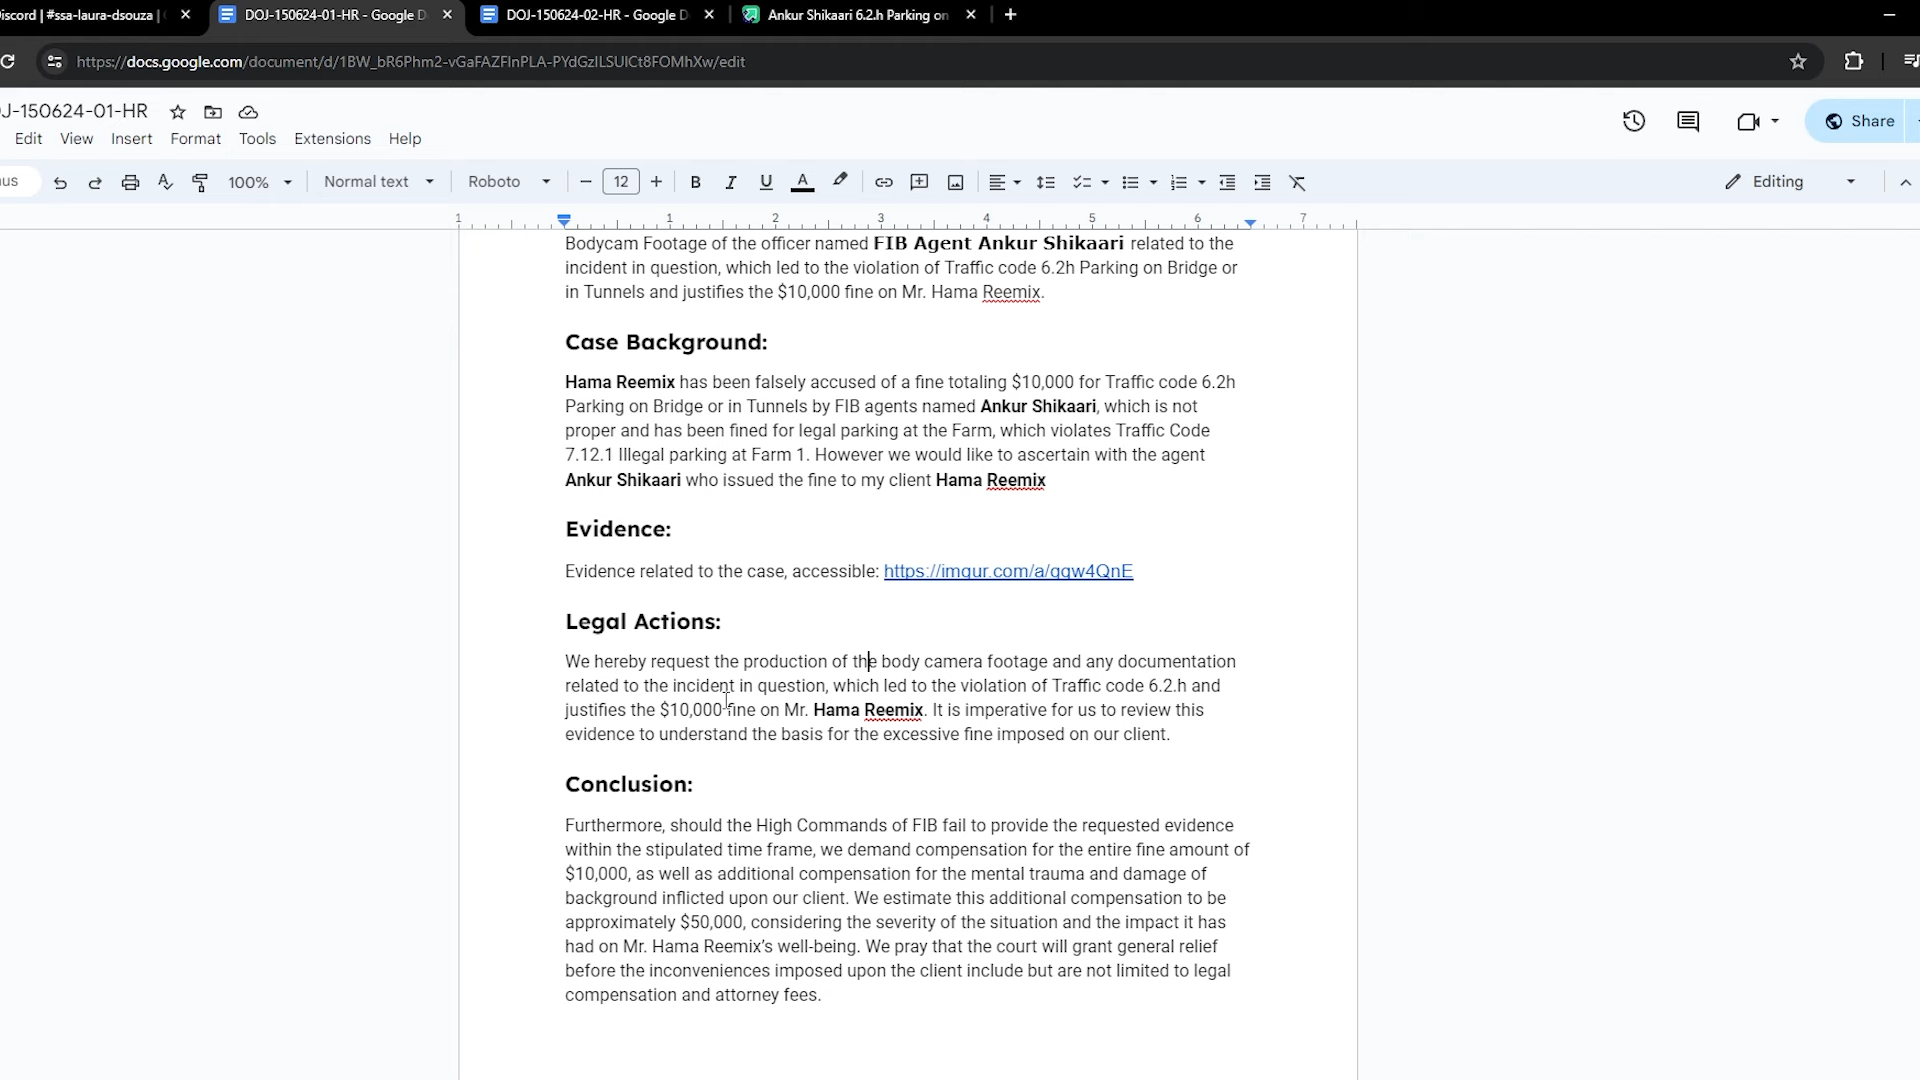 iscord | #ssa-laura-dsouza |
DOJ-150624-01-HR - Google D
DOJ-150624-02-HR - Google D
Ankur Shikaari 6.2.h Parking on
https://docs.google.com/document/d/1BW_bR6Phm2-vGaFAZFlnPLA-PYdGzlLSUlCt8FOMhXw/edit
OJ-150624-01-HR
Share
Edit View Insert Format Tools Extensions Help
nus
100% Normal text Roboto 12 B I U A Editing
1 1 2 3 4 5 6 7
Bodycam Footage of the officer named FIB Agent Ankur Shikaari related to the
incident in question, which led to the violation of Traffic code 6.2h Parking on Bridge or
in Tunnels and justifies the $10,000 fine on Mr. Hama Reemix.
Case Background:
Hama Reemix has been falsely accused of a fine totaling $10,000 for Traffic code 6.2h
Parking on Bridge or in Tunnels by FIB agents named Ankur Shikaari, which is not
proper and has been fined for legal parking at the Farm, which violates Traffic Code
7.12.1 Illegal parking at Farm 1. However we would like to ascertain with the agent
Ankur Shikaari who issued the fine to my client Hama Reemix
Evidence:
Evidence related to the case, accessible: https://imgur.com/a/gqw4QnE
Legal Actions:
We hereby request the production of the body camera footage and any documentation
related to the incident in question, which led to the violation of Traffic code 6.2.h and
justifies the $10,000 fine on Mr. Hama Reemix. It is imperative for us to review this
evidence to understand the basis for the excessive fine imposed on our client.
Conclusion:
Furthermore, should the High Commands of FIB fail to provide the requested evidence
within the stipulated time frame, we demand compensation for the entire fine amount of
$10,000, as well as additional compensation for the mental trauma and damage of
background inflicted upon our client. We estimate this additional compensation to be
approximately $50,000, considering the severity of the situation and the impact it has
had on Mr. Hama Reemix’s well-being. We pray that the court will grant general relief
before the inconveniences imposed upon the client include but are not limited to legal
compensation and attorney fees.